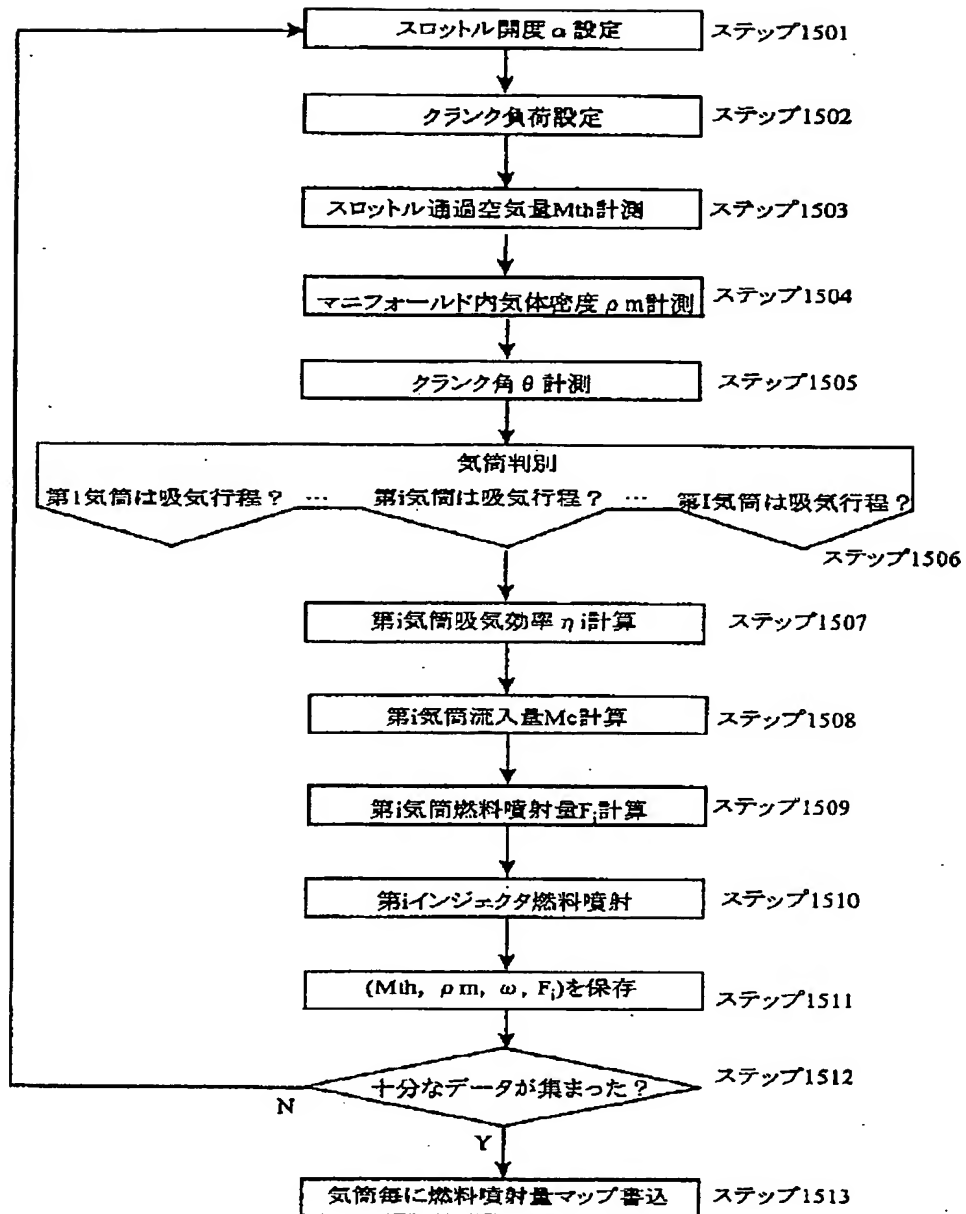 スロットル開度α設定 ステップ1501
クランク負荷設定 ステップ1502
スロットル通過空気量Mth計測 ステップ1503
マニフォールド内気体密度ρm計測 ステップ1504
クランク角θ計測 ステップ1505
気筒判別
第1気筒は吸気行程? … 第i気筒は吸気行程? … 第I気筒は吸気行程?
ステップ1506
第i気筒吸気効率ηi計算 ステップ1507
第i気筒流入量Mc計算 ステップ1508
第i気筒燃料噴射量Fi計算 ステップ1509
第iインジェクタ燃料噴射 ステップ1510
(Mth, ρm, ω, Fi)を保存 ステップ1511
十分なデータが集まった? ステップ1512
N
Y
気筒毎に燃料噴射量マップ書込 ステップ1513